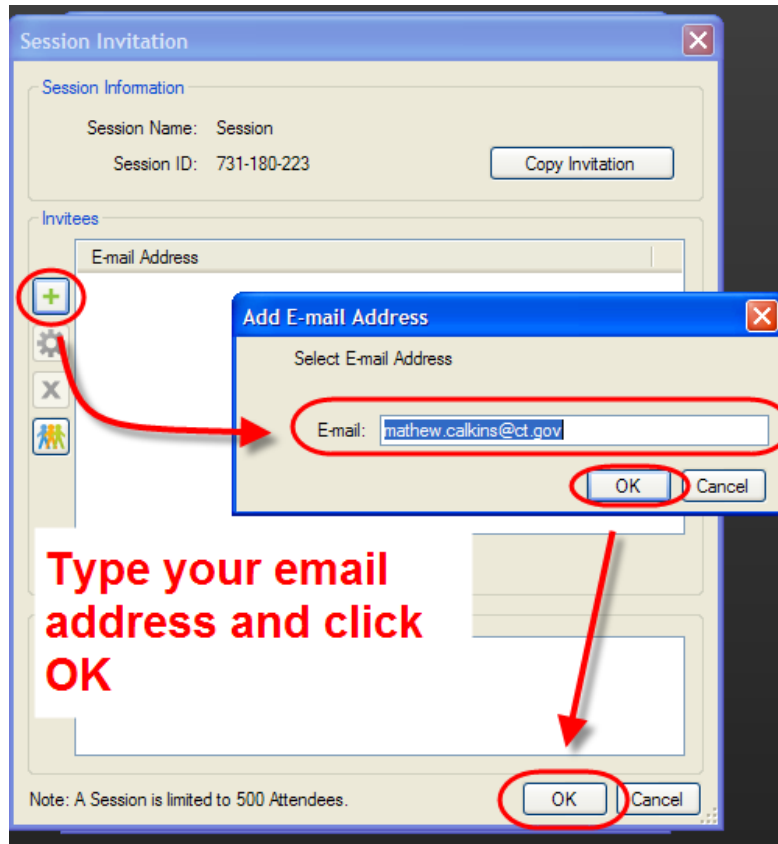 Session Invitation
Session Information
Session Name: Session
Session ID: 731-180-223
Copy Invitation
Invitees
E-mail Address
Add E-mail Address
Select E-mail Address
E-mail: mathew.calkins@ct.gov
OK Cancel
Type your email
address and click
OK
Note: A Session is limited to 500 Attendees.
OK Cancel